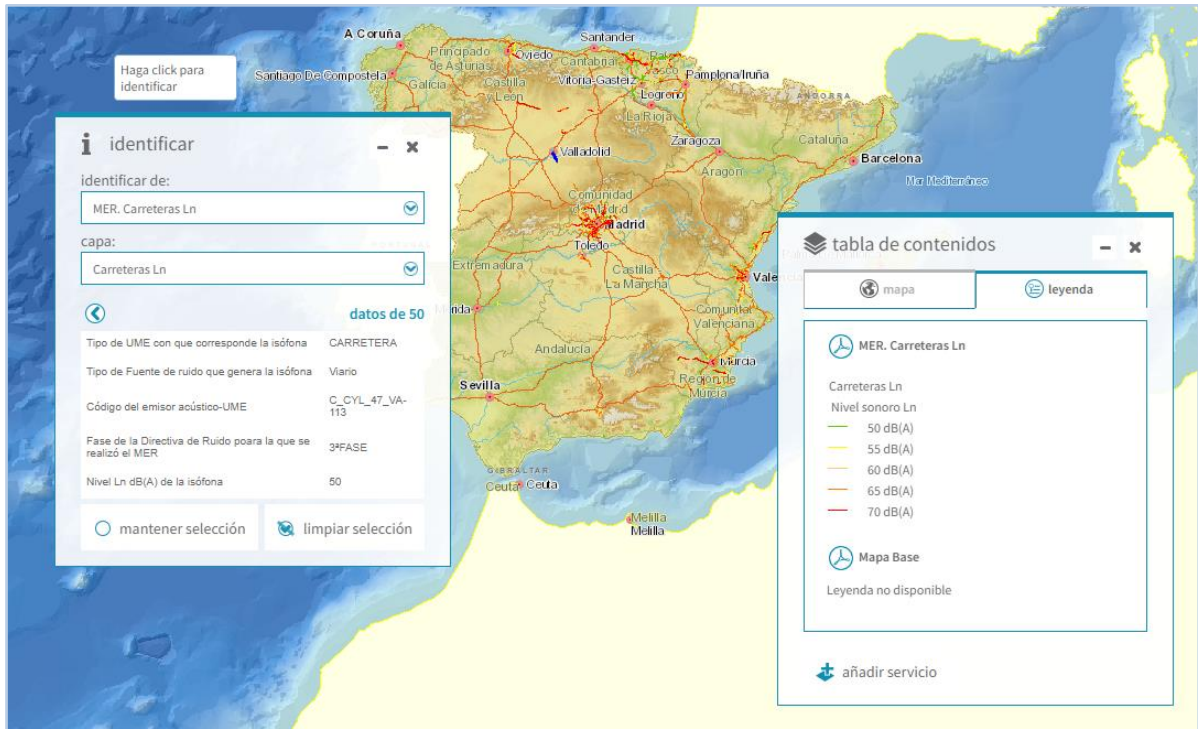 A Coruña
Santander
Principado
de Asturias
Oviedo
Cantabria
País
Vasco
Haga click para
identificar
Santiago De Compostela
Galicia
Castilla
y León
Vitoria-Gasteiz
Pamplona/Iruña
Logroño
ANDORRA
La Rioja
identificar
Valladolid
Zaragoza
Cataluña
Barcelona
Aragón
Mar Mediterráneo
identificar de:
MER. Carreteras Ln
Comunidad
de Madrid
Madrid
capa:
Carreteras Ln
Toledo
Extremadura
Castilla
La Mancha
tabla de contenidos
mapa
leyenda
datos de 50
Comunitat
Valenciana
Tipo de UME con que corresponde la isófona CARRETERA
Tipo de Fuente de ruido que genera la isófona Viario
Código del emisor acústico-UME C_CYL_47_VA-
113
Fase de la Directiva de Ruido poara la que se
realizó el MER 3ªFASE
Nivel Ln dB(A) de la isófona 50
mantener selección
limpiar selección
Andalucía
Murcia
Región de
Murcia
Sevilla
GIBRALTAR
Ceuta
Ceuta
Melilla
Melilla
MER. Carreteras Ln
Carreteras Ln
Nivel sonoro Ln
50 dB(A)
55 dB(A)
60 dB(A)
65 dB(A)
70 dB(A)
Mapa Base
Leyenda no disponible
añadir servicio